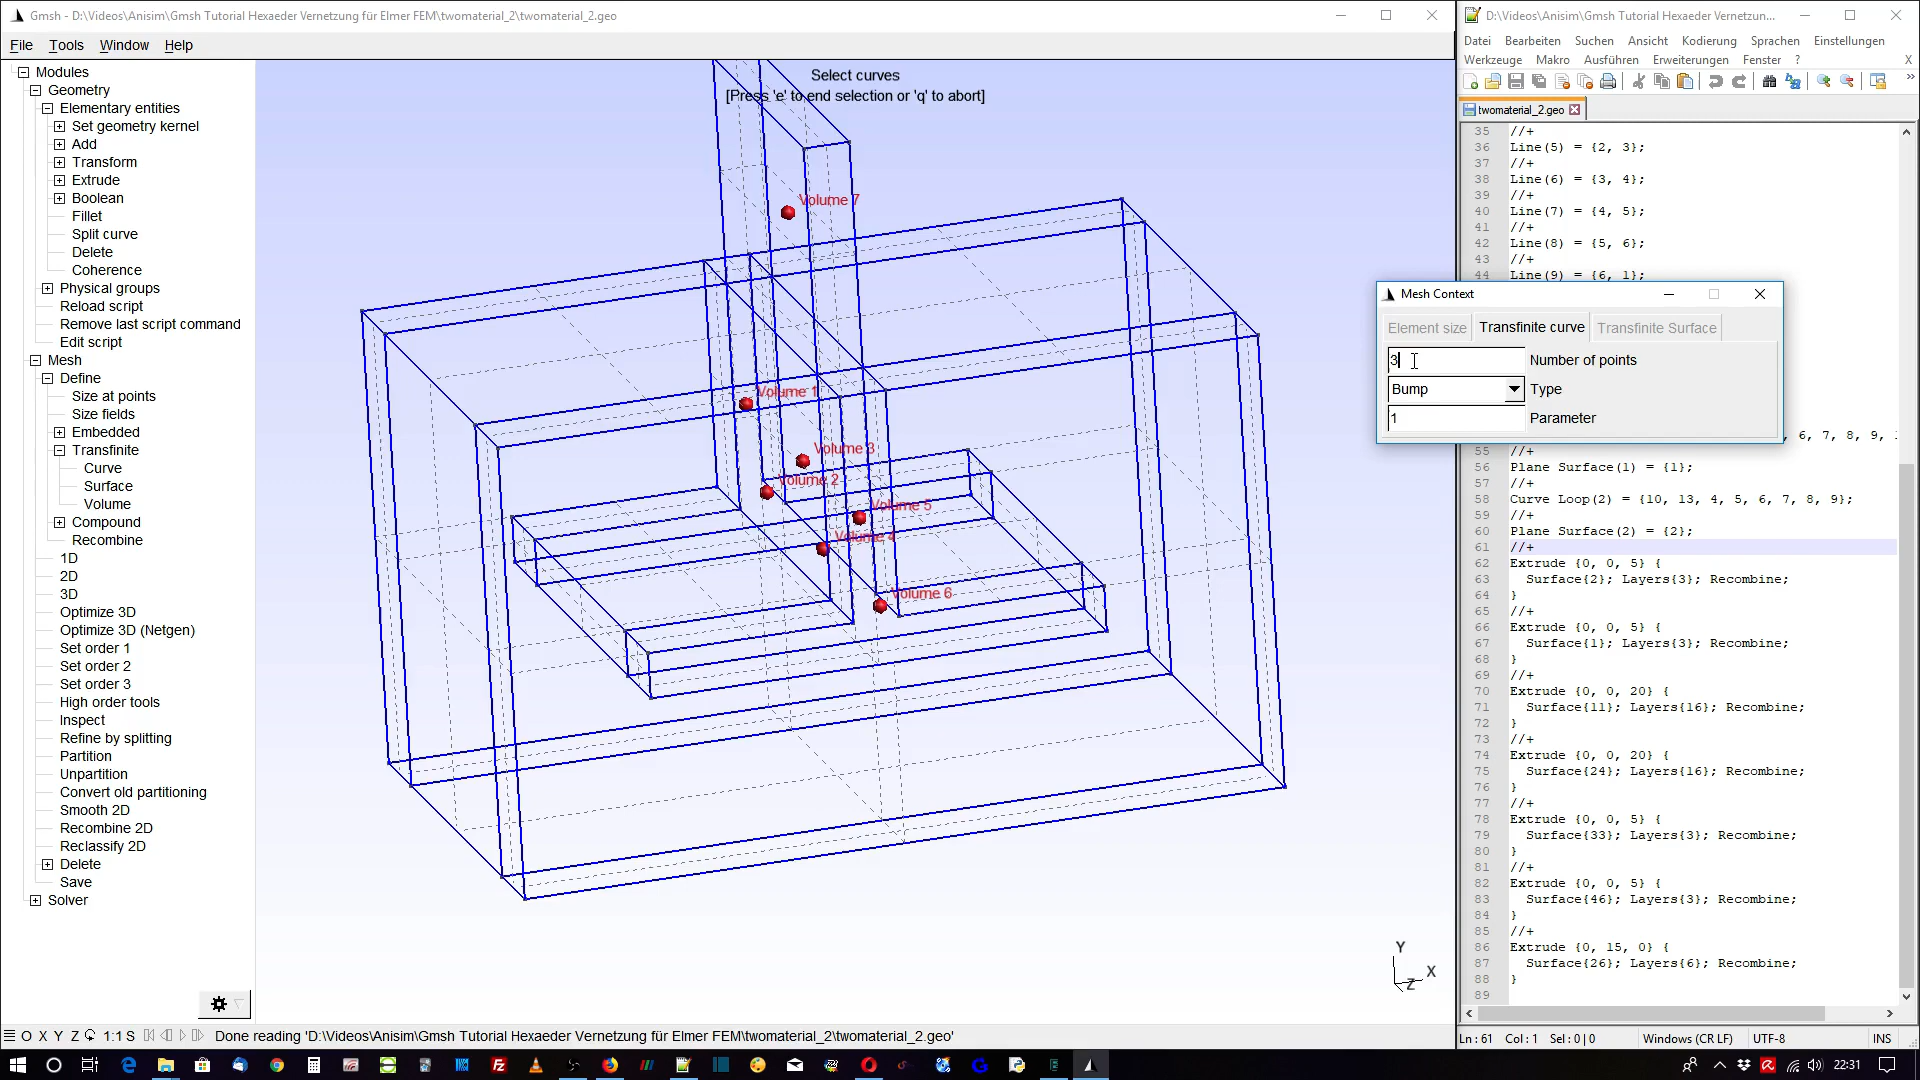 Gmsh - D:\Videos\Anisim\Gmsh Tutorial Hexaeder Vernetzung für Elmer FEM\twomaterial_2\twomaterial_2.geo
File Tools Window Help
Modules
Geometry
Elementary entities
Set geometry kernel
Add
Transform
Extrude
Boolean
Fillet
Split curve
Delete
Coherence
Physical groups
Reload script
Remove last script command
Edit script
Mesh
Define
Size at points
Size fields
Embedded
Transfinite
Curve
Surface
Volume
Compound
Recombine
1D
2D
3D
Optimize 3D
Optimize 3D (Netgen)
Set order 1
Set order 2
Set order 3
High order tools
Inspect
Refine by splitting
Partition
Unpartition
Convert old partitioning
Smooth 2D
Recombine 2D
Reclassify 2D
Delete
Save
Solver
Select curves
[Press 'e' to end selection or 'q' to abort]
Volume 7
Volume 1
Volume 3
Volume 2
Volume 5
Volume 4
Volume 6
Y
X
Z
O X Y Z 1:1 S Done reading 'D:\Videos\Anisim\Gmsh Tutorial Hexaeder Vernetzung für Elmer FEM\twomaterial_2\twomaterial_2.geo'
D:\Videos\Anisim\Gmsh Tutorial Hexaeder Vernetzun...
Datei Bearbeiten Suchen Ansicht Kodierung Sprachen Einstellungen
Werkzeuge Makro Ausführen Erweiterungen Fenster ? X
twomaterial_2.geo
35 //+
36 Line(5) = {2, 3};
37 //+
38 Line(6) = {3, 4};
39 //+
40 Line(7) = {4, 5};
41 //+
42 Line(8) = {5, 6};
43 //+
44 Line(9) = {6, 1};
Mesh Context
Element size Transfinite curve Transfinite Surface
3 Number of points
Bump Type
1 Parameter
, 6, 7, 8, 9,
55 //+
56 Plane Surface(1) = {1};
57 //+
58 Curve Loop(2) = {10, 13, 4, 5, 6, 7, 8, 9};
59 //+
60 Plane Surface(2) = {2};
61 //+
62 Extrude {0, 0, 5} {
63 Surface{2}; Layers{3}; Recombine;
64 }
65 //+
66 Extrude {0, 0, 5} {
67 Surface{1}; Layers{3}; Recombine;
68 }
69 //+
70 Extrude {0, 0, 20} {
71 Surface{11}; Layers{16}; Recombine;
72 }
73 //+
74 Extrude {0, 0, 20} {
75 Surface{24}; Layers{16}; Recombine;
76 }
77 //+
78 Extrude {0, 0, 5} {
79 Surface{33}; Layers{3}; Recombine;
80 }
81 //+
82 Extrude {0, 0, 5} {
83 Surface{46}; Layers{3}; Recombine;
84 }
85 //+
86 Extrude {0, 15, 0} {
87 Surface{26}; Layers{6}; Recombine;
88 }
89
Ln : 61 Col : 1 Sel : 0 | 0 Windows (CR LF) UTF-8 INS
22:31